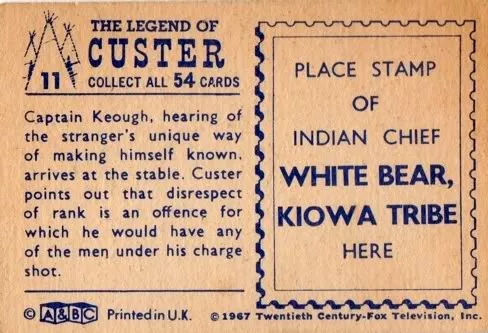 THE LEGEND OF
CUSTER
11
COLLECT ALL 54 CARDS
Captain Keough, hearing of
the stranger's unique way
of making himself known,
arrives at the stable. Custer
points out that disrespect
of rank is an offence for
which he would have any
of the men under his charge
shot.
PLACE STAMP
OF
INDIAN CHIEF
WHITE BEAR,
KIOWA TRIBE
HERE
© A&BC Printed in U.K. © 1967 Twentieth Century-Fox Television, Inc.